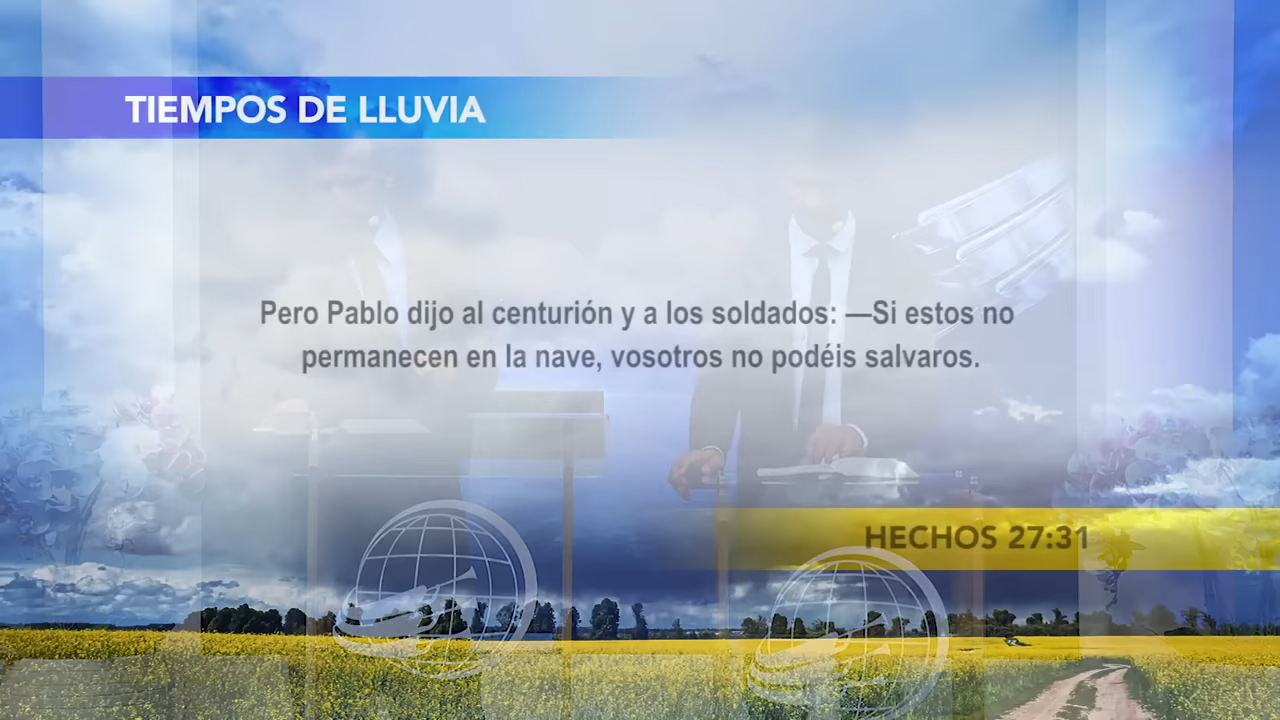 TIEMPOS DE LLUVIA
Pero Pablo dijo al centurión y a los soldados: —Si estos no
permanecen en la nave, vosotros no podéis salvaros.
HECHOS 27:31